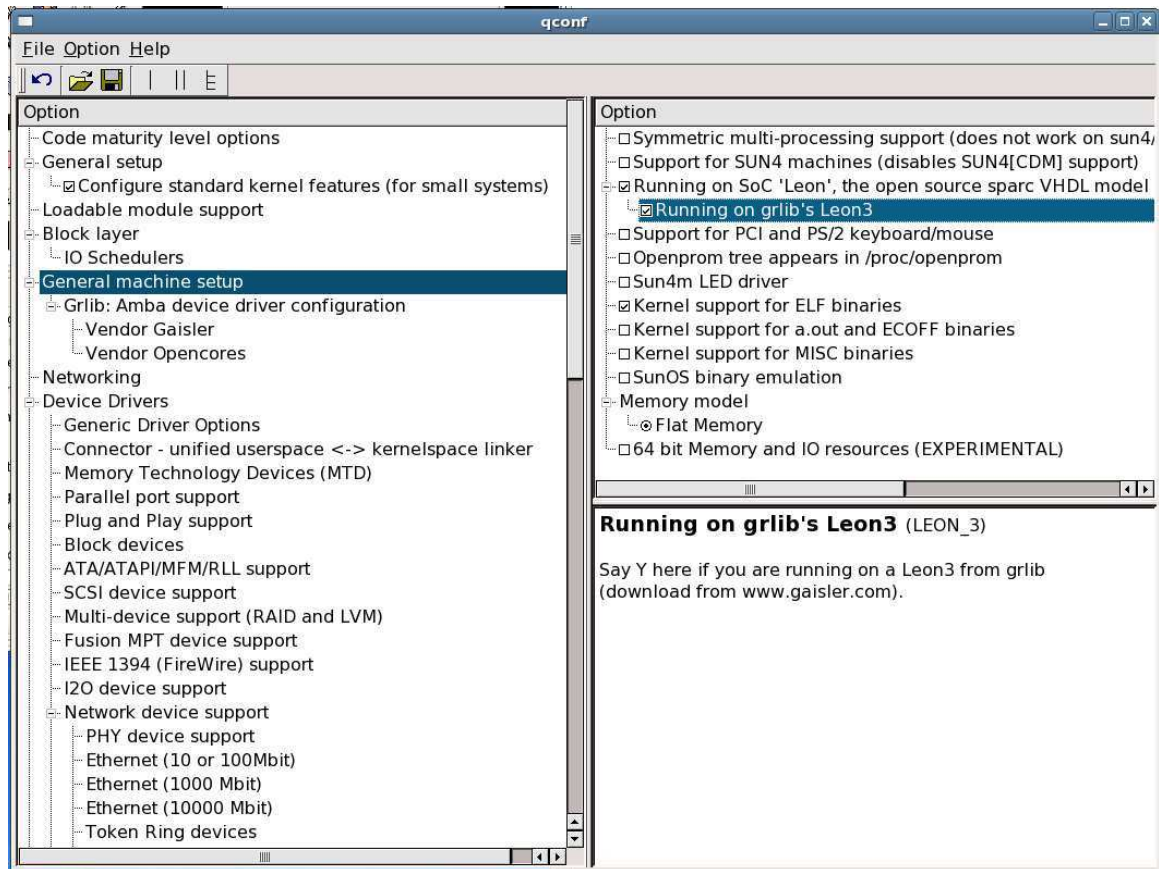 qconf
File Option Help
Option
Code maturity level options
General setup
Configure standard kernel features (for small systems)
Loadable module support
Block layer
IO Schedulers
General machine setup
Grlib: Amba device driver configuration
Vendor Gaisler
Vendor Opencores
Networking
Device Drivers
Generic Driver Options
Connector - unified userspace <-> kernelspace linker
Memory Technology Devices (MTD)
Parallel port support
Plug and Play support
Block devices
ATA/ATAPI/MFM/RLL support
SCSI device support
Multi-device support (RAID and LVM)
Fusion MPT device support
IEEE 1394 (FireWire) support
I2O device support
Network device support
PHY device support
Ethernet (10 or 100Mbit)
Ethernet (1000 Mbit)
Ethernet (10000 Mbit)
Token Ring devices
Option
Symmetric multi-processing support (does not work on sun4/
Support for SUN4 machines (disables SUN4[CDM] support)
Running on SoC 'Leon', the open source sparc VHDL model
Running on grlib's Leon3
Support for PCI and PS/2 keyboard/mouse
Openprom tree appears in /proc/openprom
Sun4m LED driver
Kernel support for ELF binaries
Kernel support for a.out and ECOFF binaries
Kernel support for MISC binaries
SunOS binary emulation
Memory model
Flat Memory
64 bit Memory and IO resources (EXPERIMENTAL)
Running on grlib's Leon3 (LEON_3)
Say Y here if you are running on a Leon3 from grlib
(download from www.gaisler.com).